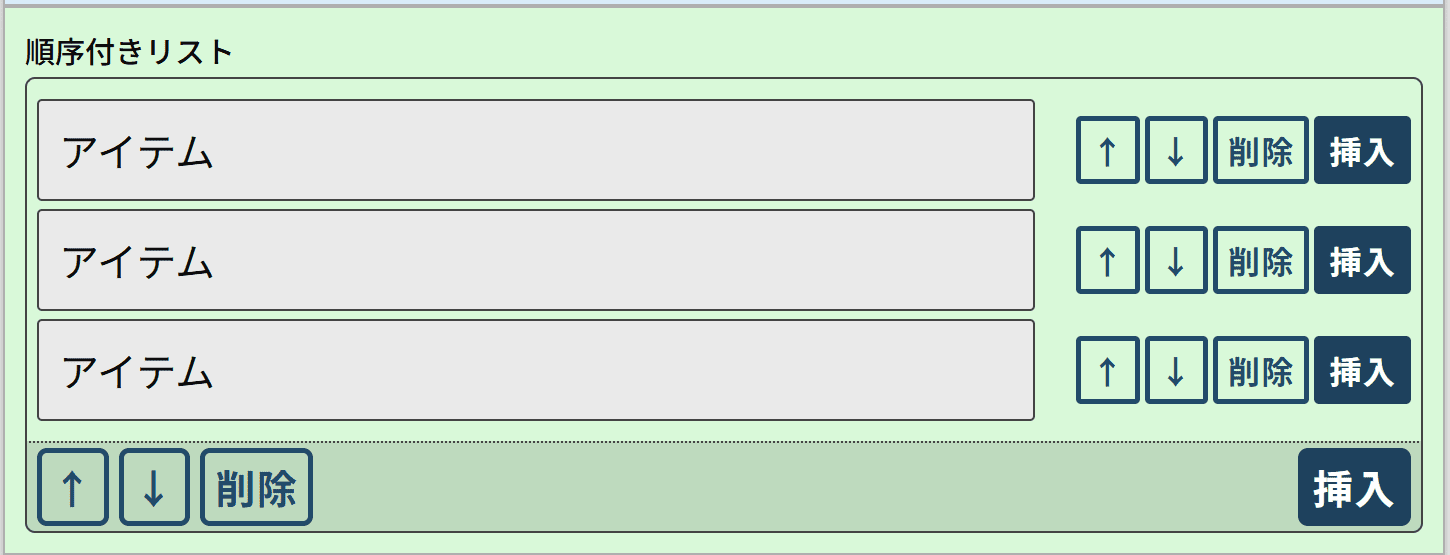 順序付きリスト
アイテム ↑ ↓ 削除 挿入
アイテム ↑ ↓ 削除 挿入
アイテム ↑ ↓ 削除 挿入
↑ ↓ 削除 挿入